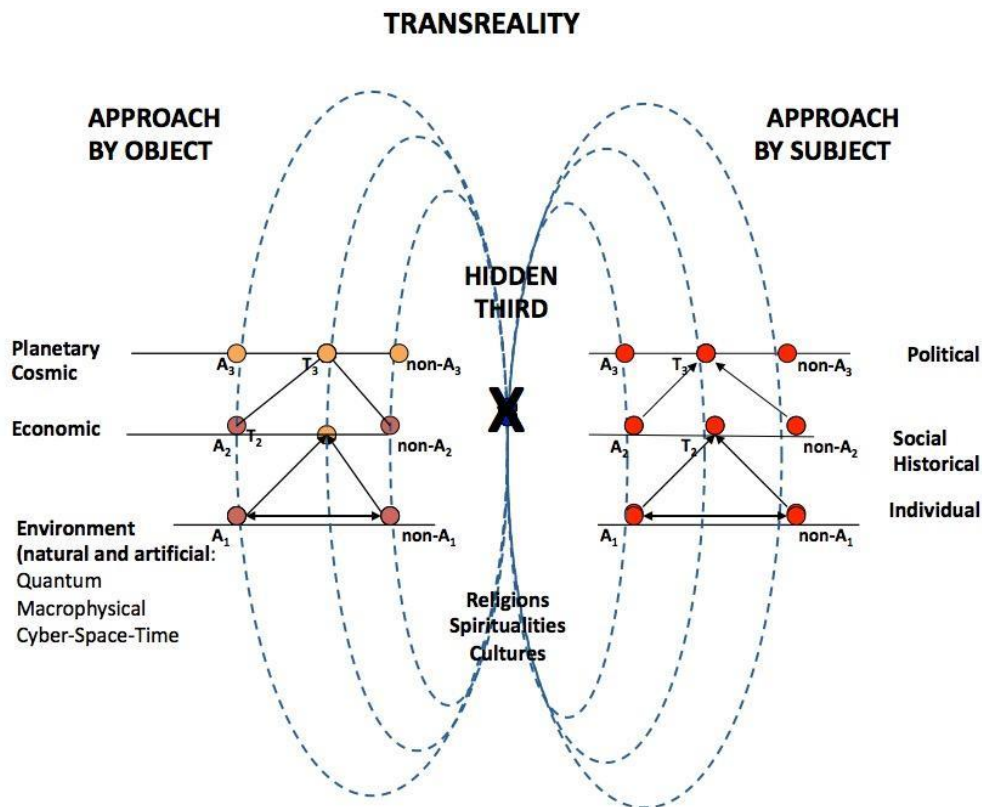 TRANSREALITY
APPROACH
BY OBJECT
APPROACH
BY SUBJECT
HIDDEN
THIRD
Planetary
Cosmic
A₃
T₃
non-A₃
A₃
T₃
non-A₃
Political
X
Economic
A₂
T₂
non-A₂
A₂
T₂
non-A₂
Social
Historical
Individual
Environment
(natural and artificial:
Quantum
Macrophysical
Cyber-Space-Time
A₁
non-A₁
A₁
non-A₁
Religions
Spiritualities
Cultures